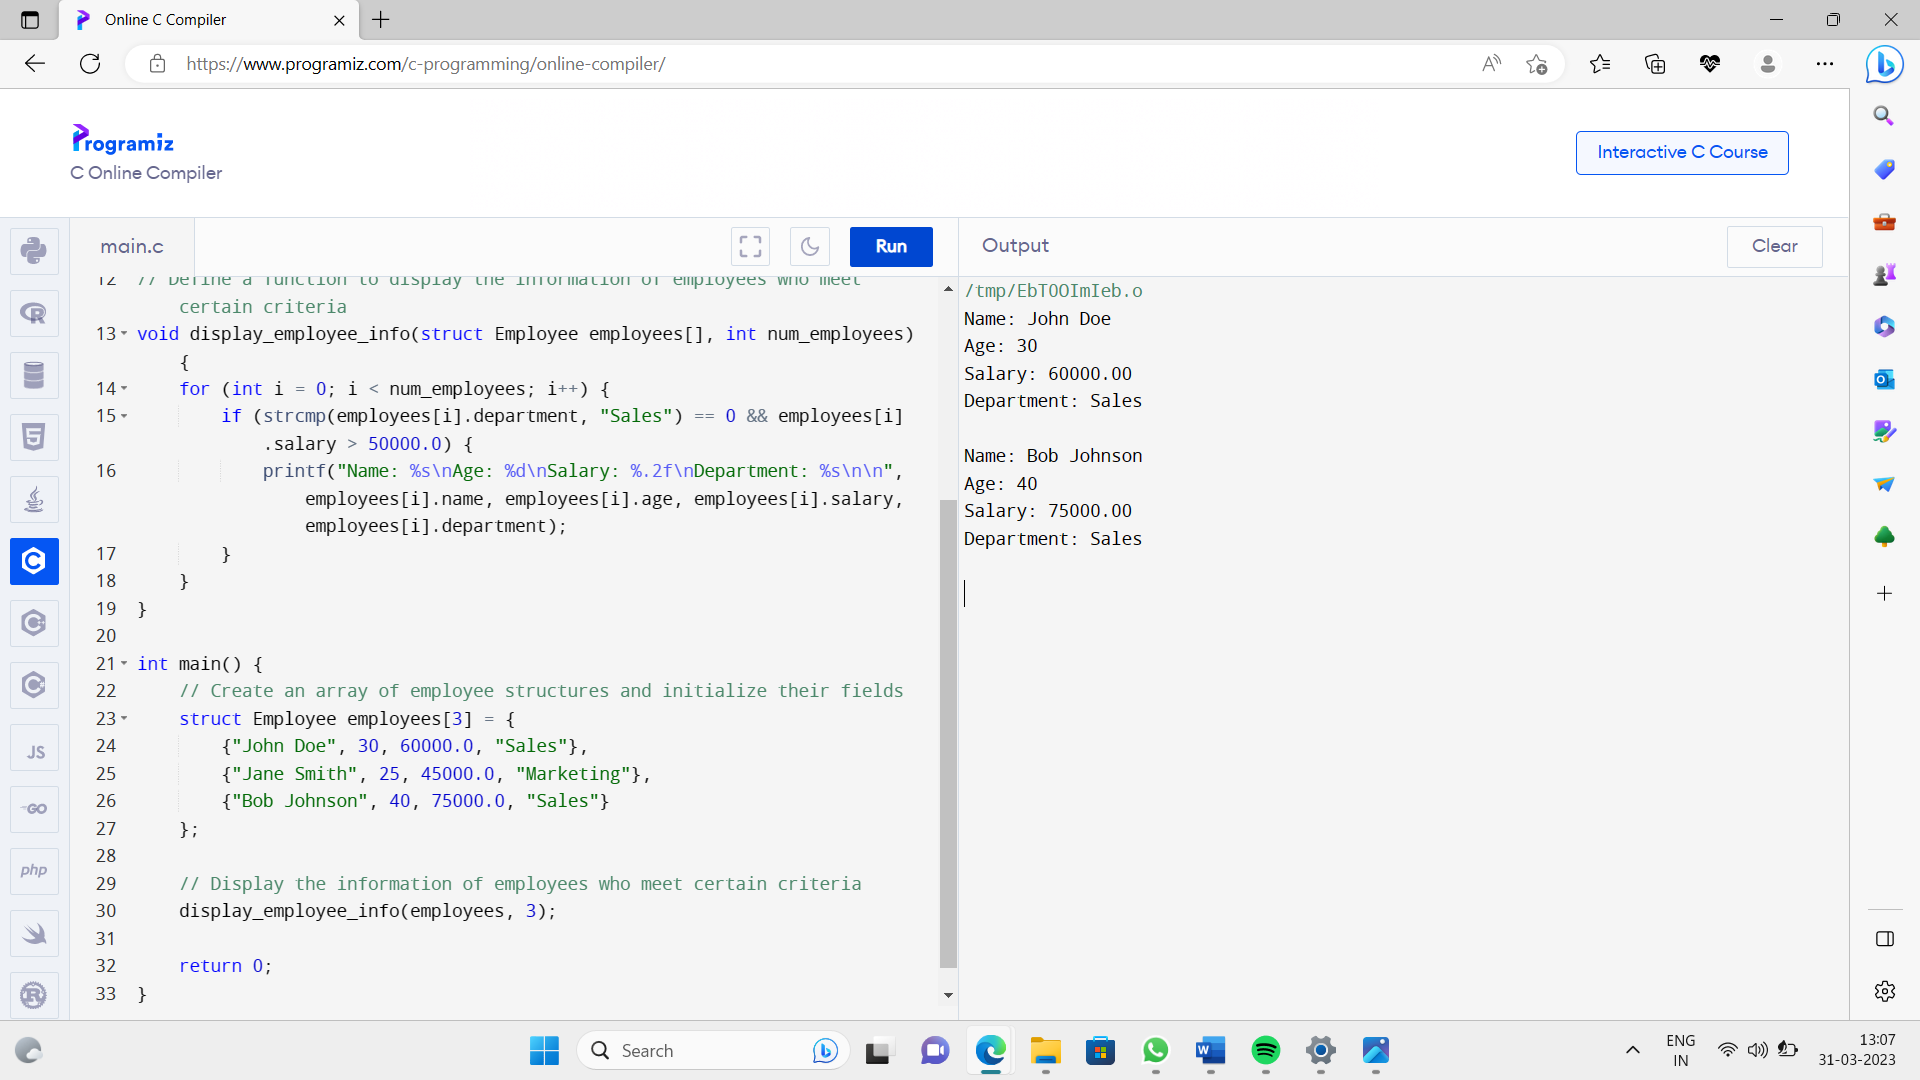 Online C Compiler
https://www.programiz.com/c-programming/online-compiler/
Programiz
C Online Compiler
Interactive C Course
main.c
Run
Output
Clear
12 // Define a function to display the information of employees who meet
certain criteria
13 void display_employee_info(struct Employee employees[], int num_employees)
{
14 for (int i = 0; i < num_employees; i++) {
15 if (strcmp(employees[i].department, "Sales") == 0 && employees[i]
.salary > 50000.0) {
16 printf("Name: %s\nAge: %d\nSalary: %.2f\nDepartment: %s\n\n",
employees[i].name, employees[i].age, employees[i].salary,
employees[i].department);
17 }
18 }
19 }
20
21 int main() {
22 // Create an array of employee structures and initialize their fields
23 struct Employee employees[3] = {
24 {"John Doe", 30, 60000.0, "Sales"},
25 {"Jane Smith", 25, 45000.0, "Marketing"},
26 {"Bob Johnson", 40, 75000.0, "Sales"}
27 };
28
29 // Display the information of employees who meet certain criteria
30 display_employee_info(employees, 3);
31
32 return 0;
33 }
/tmp/EbTOOImIeb.o
Name: John Doe
Age: 30
Salary: 60000.00
Department: Sales
Name: Bob Johnson
Age: 40
Salary: 75000.00
Department: Sales
JS
GO
php
Search
ENG
IN
13:07
31-03-2023